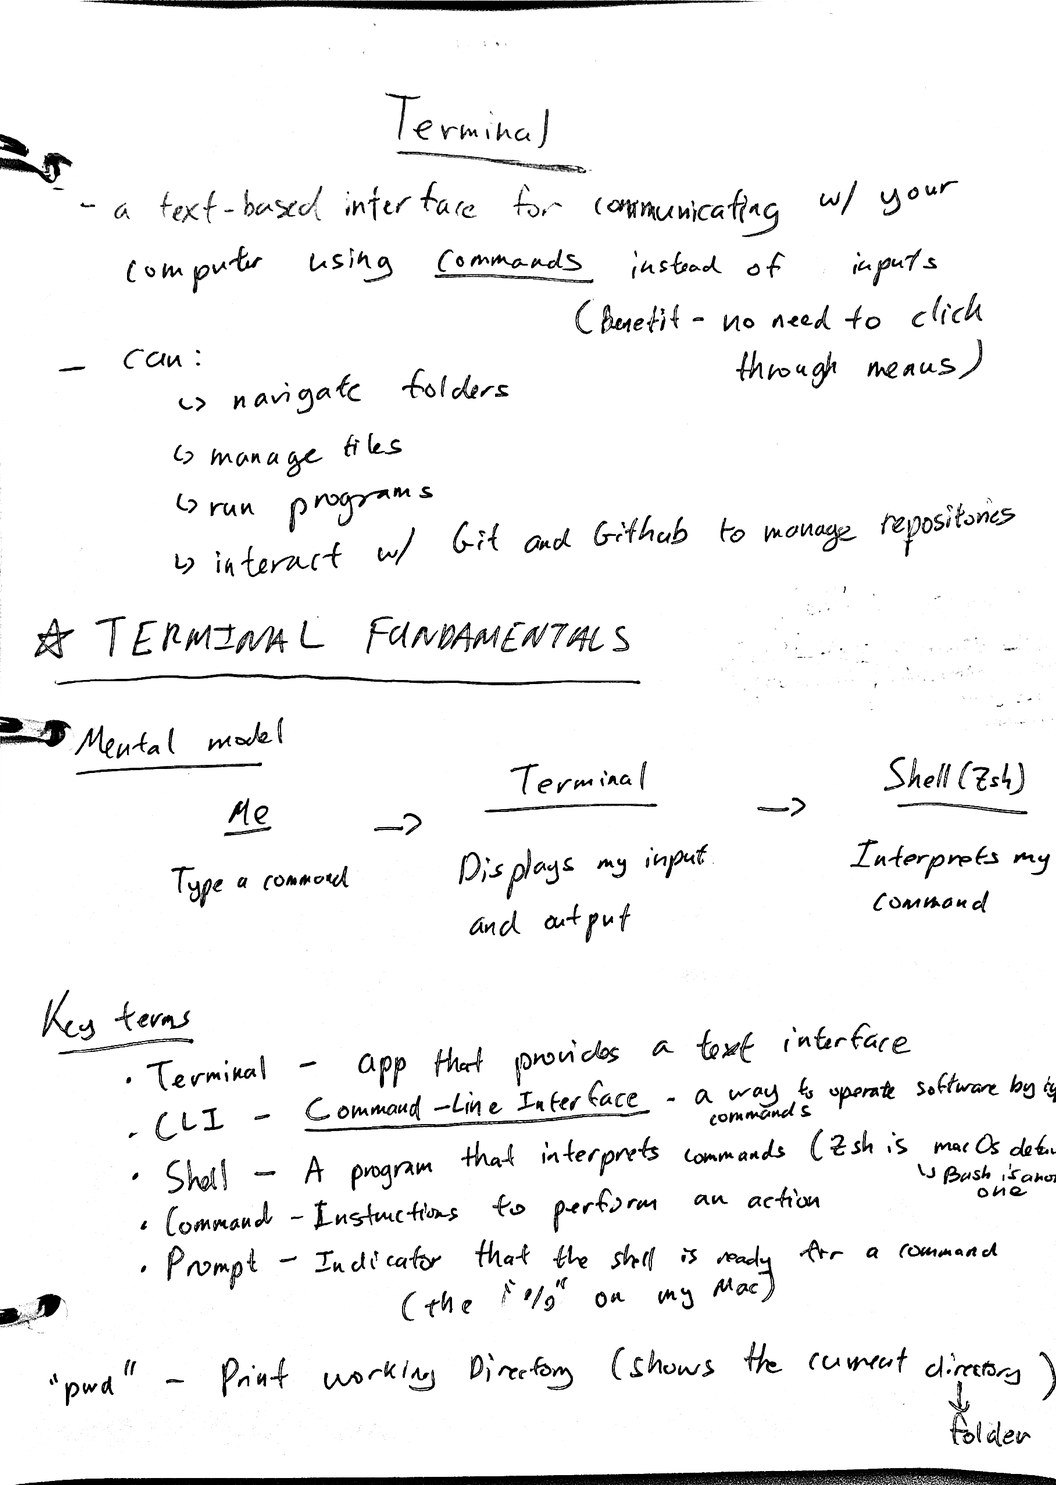 Terminal
- a text-based interface for communicating w/ your
computer using commands instead of inputs
(Benefit - no need to click
through menus)
- can:
↳ navigate folders
↳ manage files
↳ run programs
↳ interact w/ Git and Github to manage repositories
☆ TERMINAL FUNDAMENTALS
Mental model
Me → Terminal → Shell (Zsh)
Type a command
Displays my input
and output
Interprets my
command
Key terms
• Terminal - app that provides a text interface
• CLI - Command-Line Interface - a way to operate software by
commands
• Shell - A program that interprets commands (Zsh is macOs
↳ Bash is
one
• Command - Instructions to perform an action
• Prompt - Indicator that the shell is ready for a command
(the "%" on my Mac)
"pwd" - Print working Directory (shows the current directory)
↓
folder